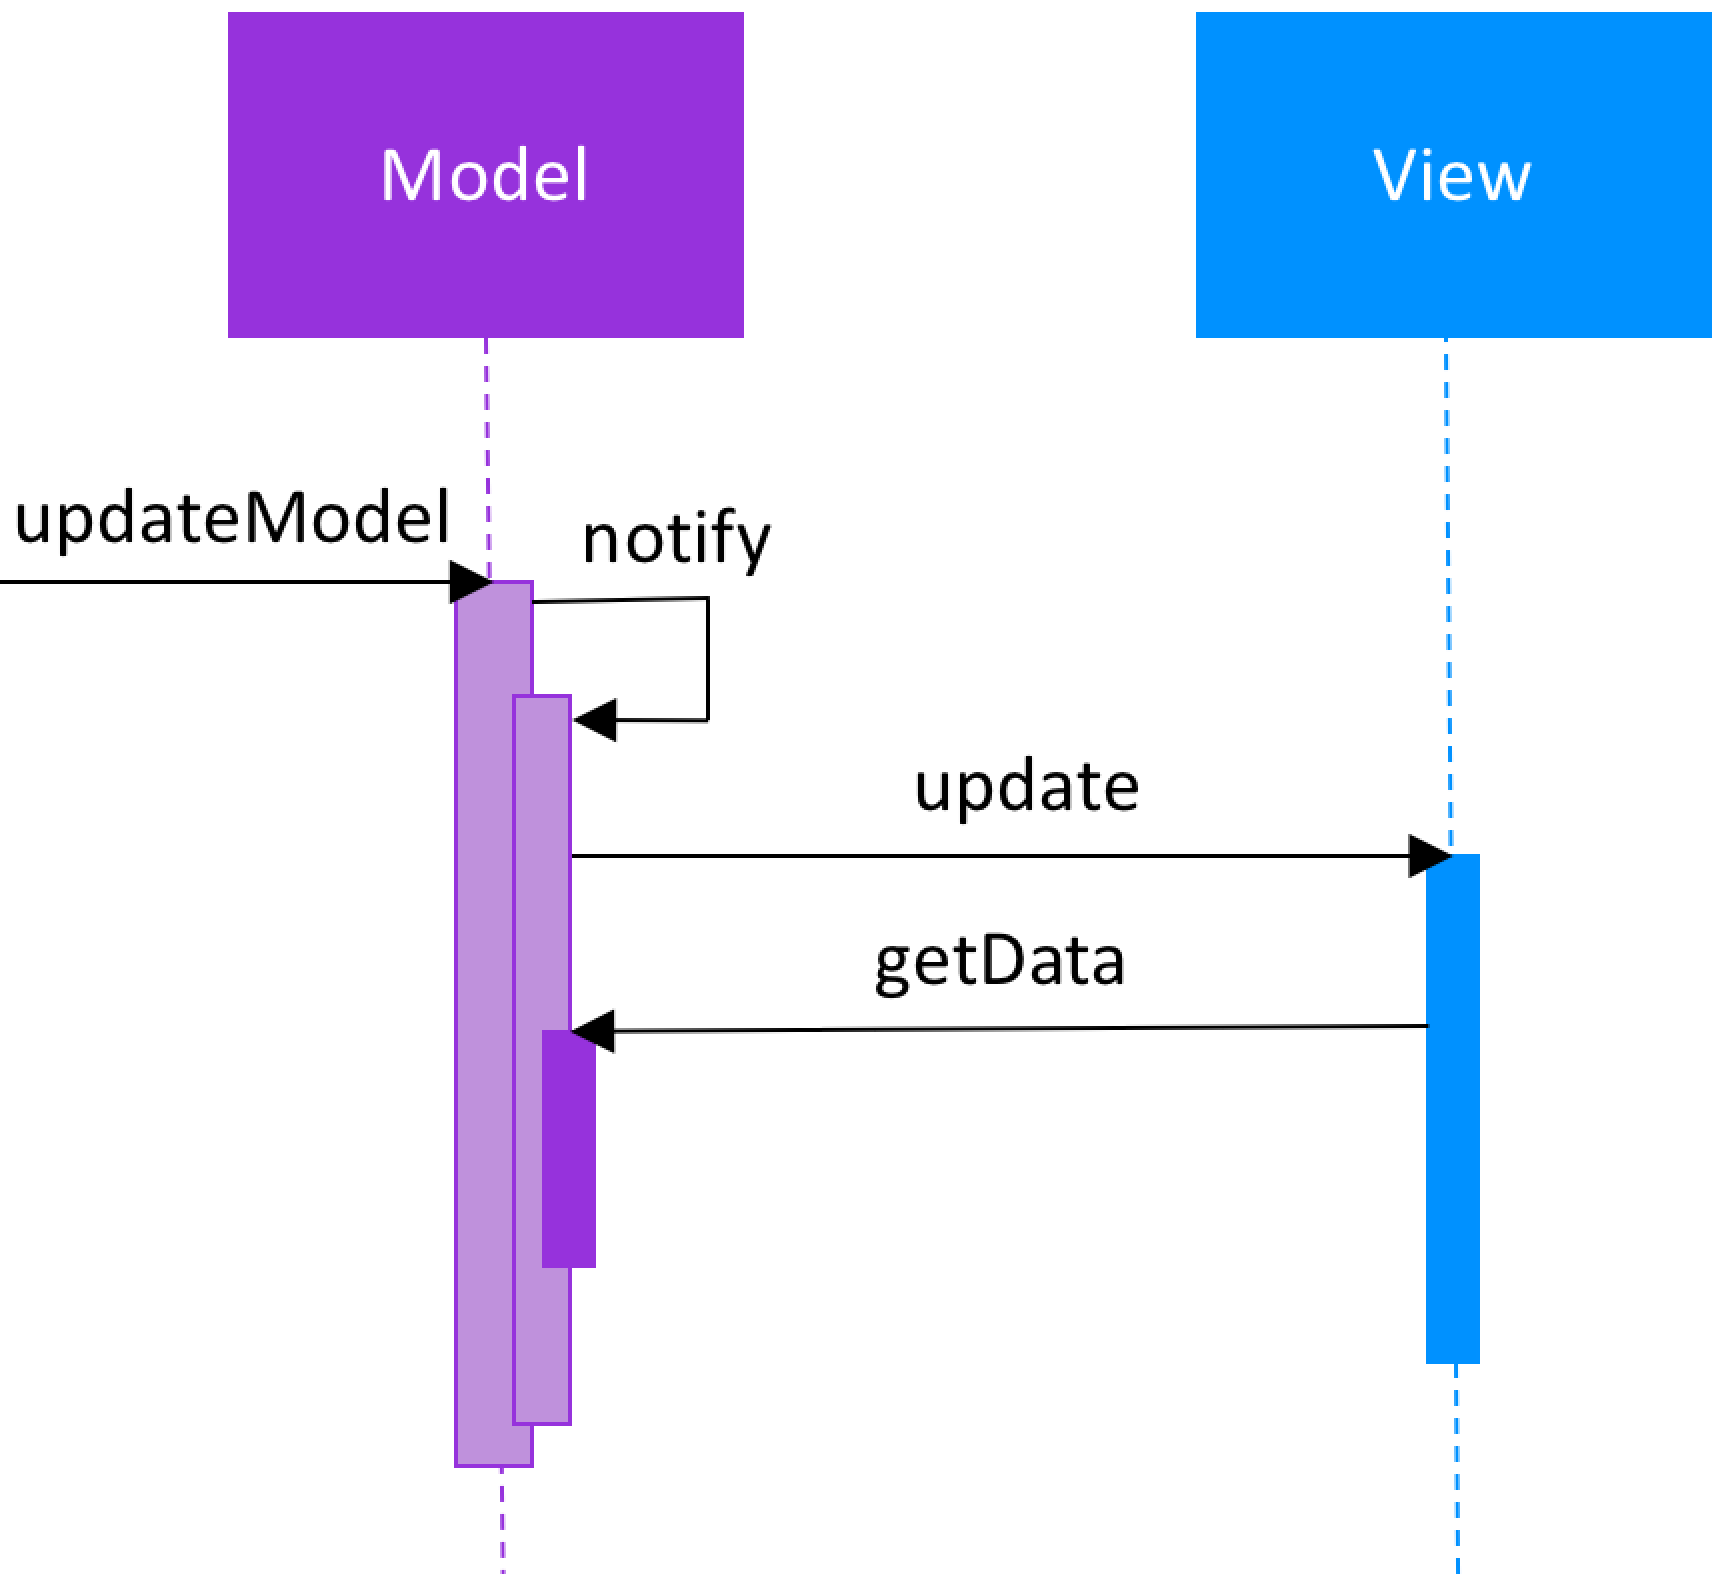 Model
View
updateModel
notify
update
getData